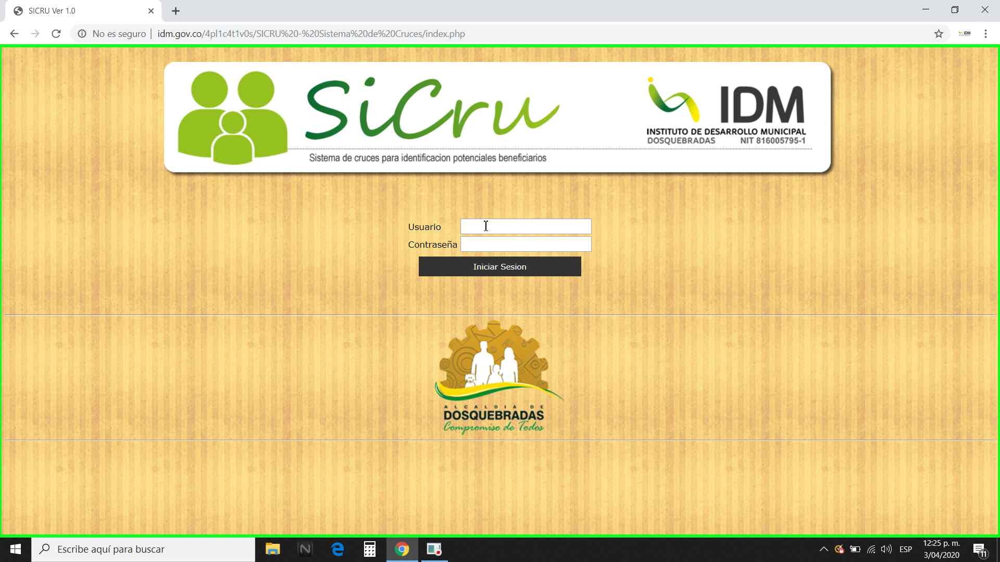 SICRU Ver 1.0
No es seguro | idm.gov.co/4pl1c4t1v0s/SICRU%20-%20Sistema%20de%20Cruces/index.php
IDM
SiCru
Sistema de cruces para identificacion potenciales beneficiarios
IDM
INSTITUTO DE DESARROLLO MUNICIPAL
DOSQUEBRADAS NIT 816005795-1
Usuario
Contraseña
Iniciar Sesion
ALCALDIA DE
DOSQUEBRADAS
Compromiso de Todos
Escribe aquí para buscar
N
ESP
12:25 p. m.
3/04/2020
11